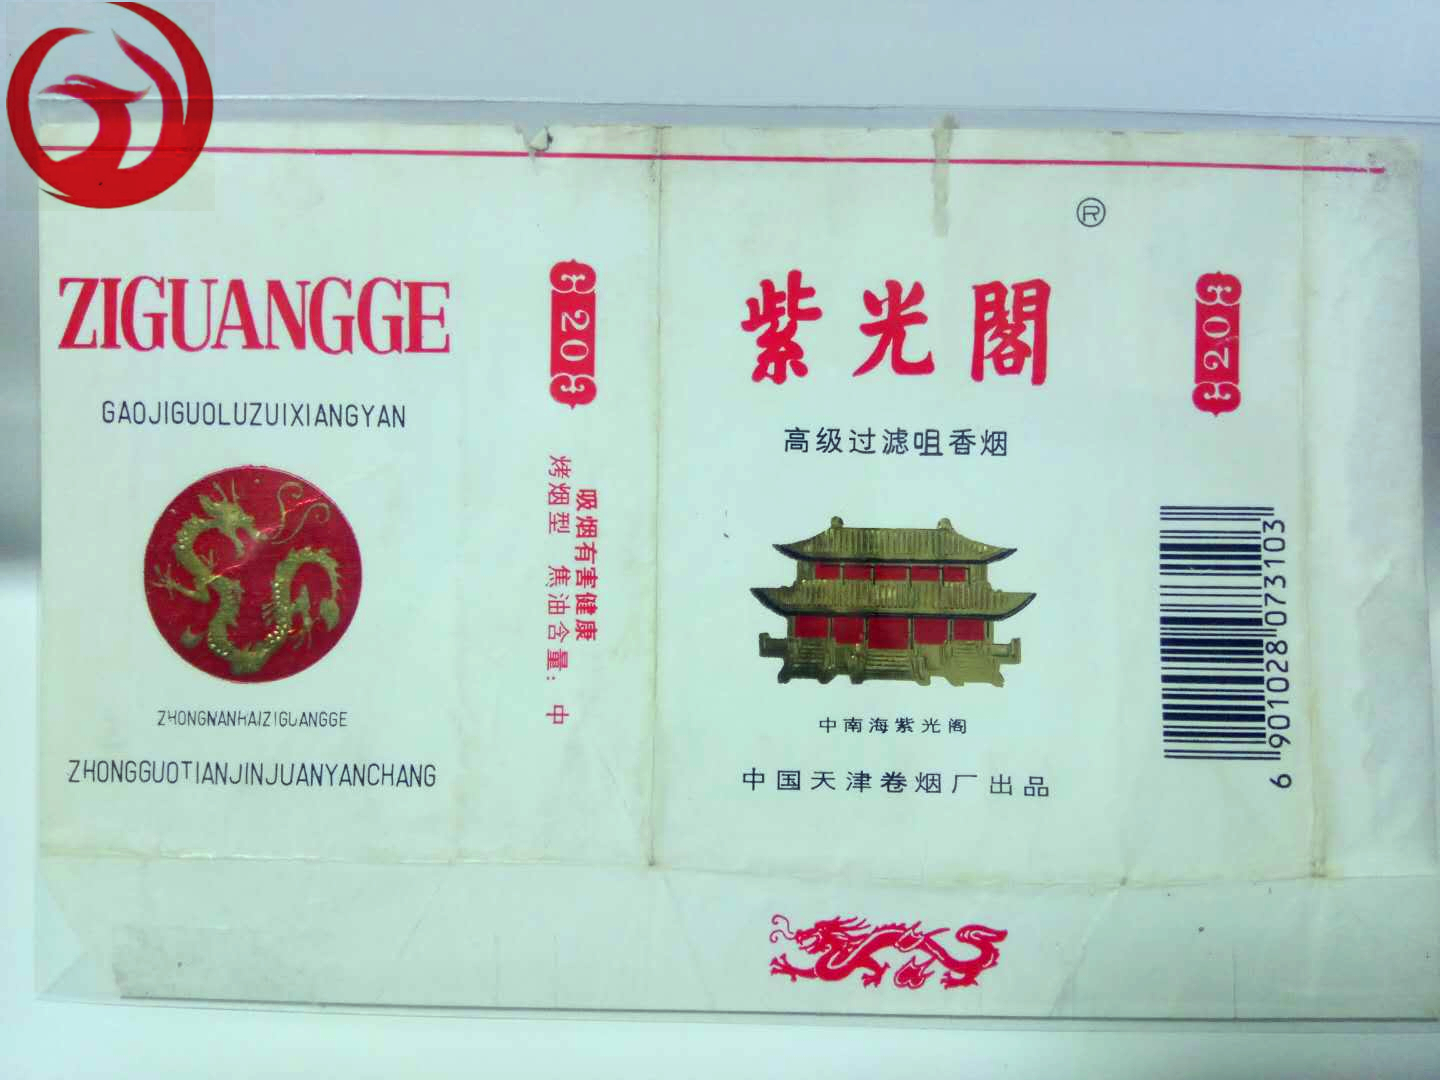 ZIGUANGGE
GAOJIGUOLUZUIXIANGYAN
ZHONGNANHAIZIGUANGGE
ZHONGGUOTIANJINJUANYANCHANG
20
吸烟有害健康
烤烟型 焦油含量：中
®
紫光閣
高级过滤咀香烟
中南海紫光阁
中国天津卷烟厂出品
20
6 901028 073103